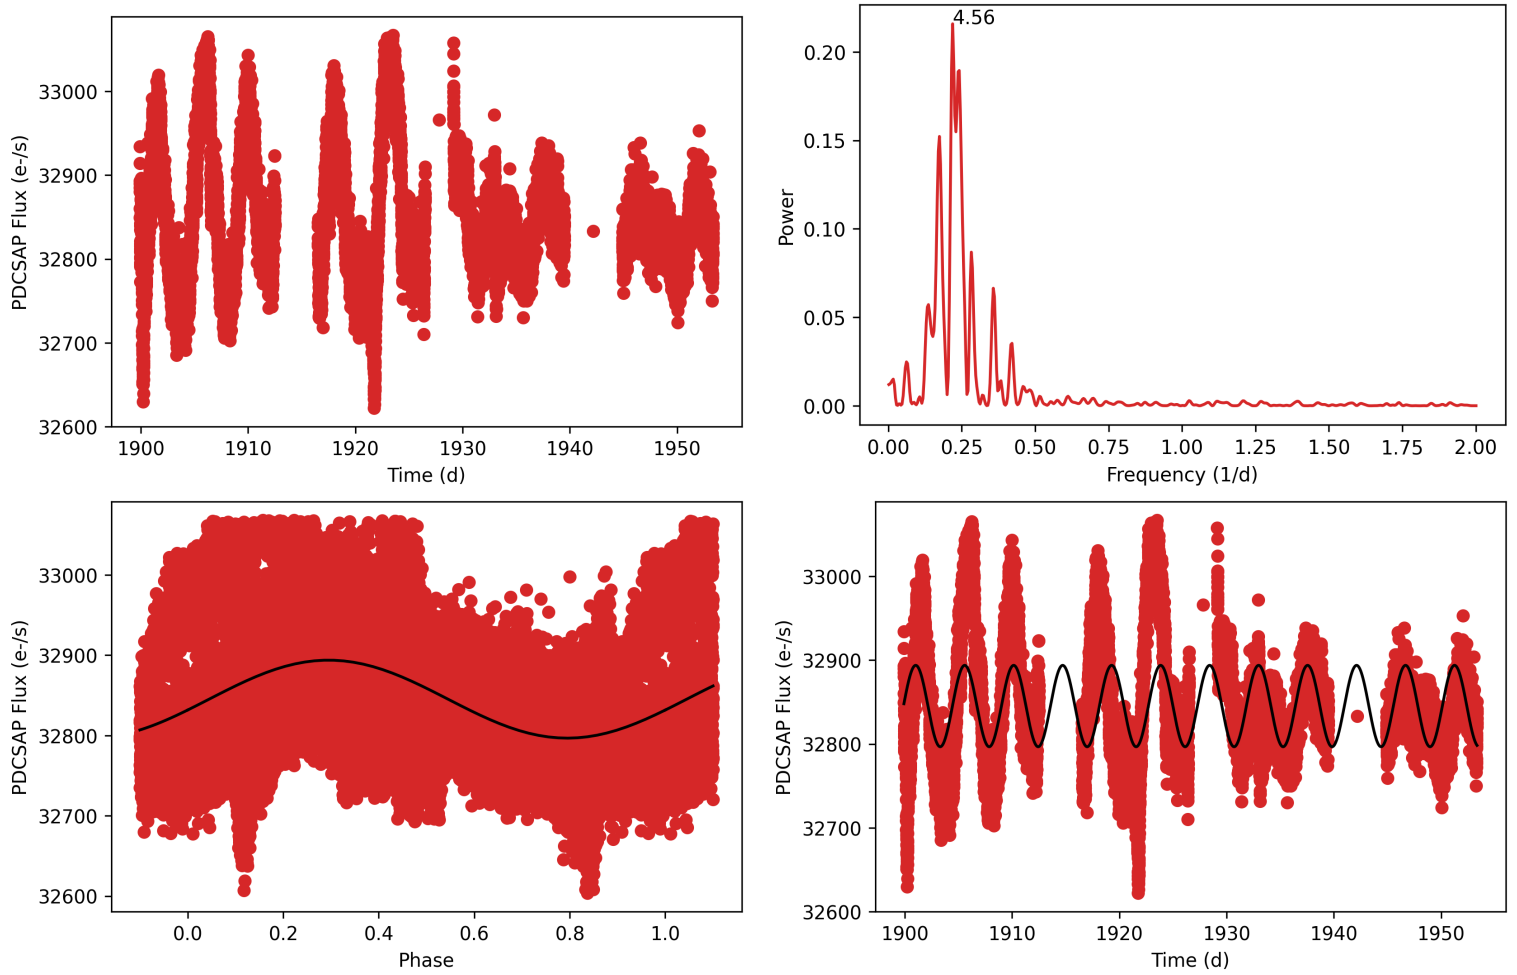 33000
32900
32800
32700
32600
PDCSAP Flux (e-/s)
1900 1910 1920 1930 1940 1950
Time (d)
4.56
0.20
0.15
0.10
0.05
0.00
Power
0.00 0.25 0.50 0.75 1.00 1.25 1.50 1.75 2.00
Frequency (1/d)
33000
32900
32800
32700
32600
PDCSAP Flux (e-/s)
0.0 0.2 0.4 0.6 0.8 1.0
Phase
33000
32900
32800
32700
32600
PDCSAP Flux (e-/s)
1900 1910 1920 1930 1940 1950
Time (d)